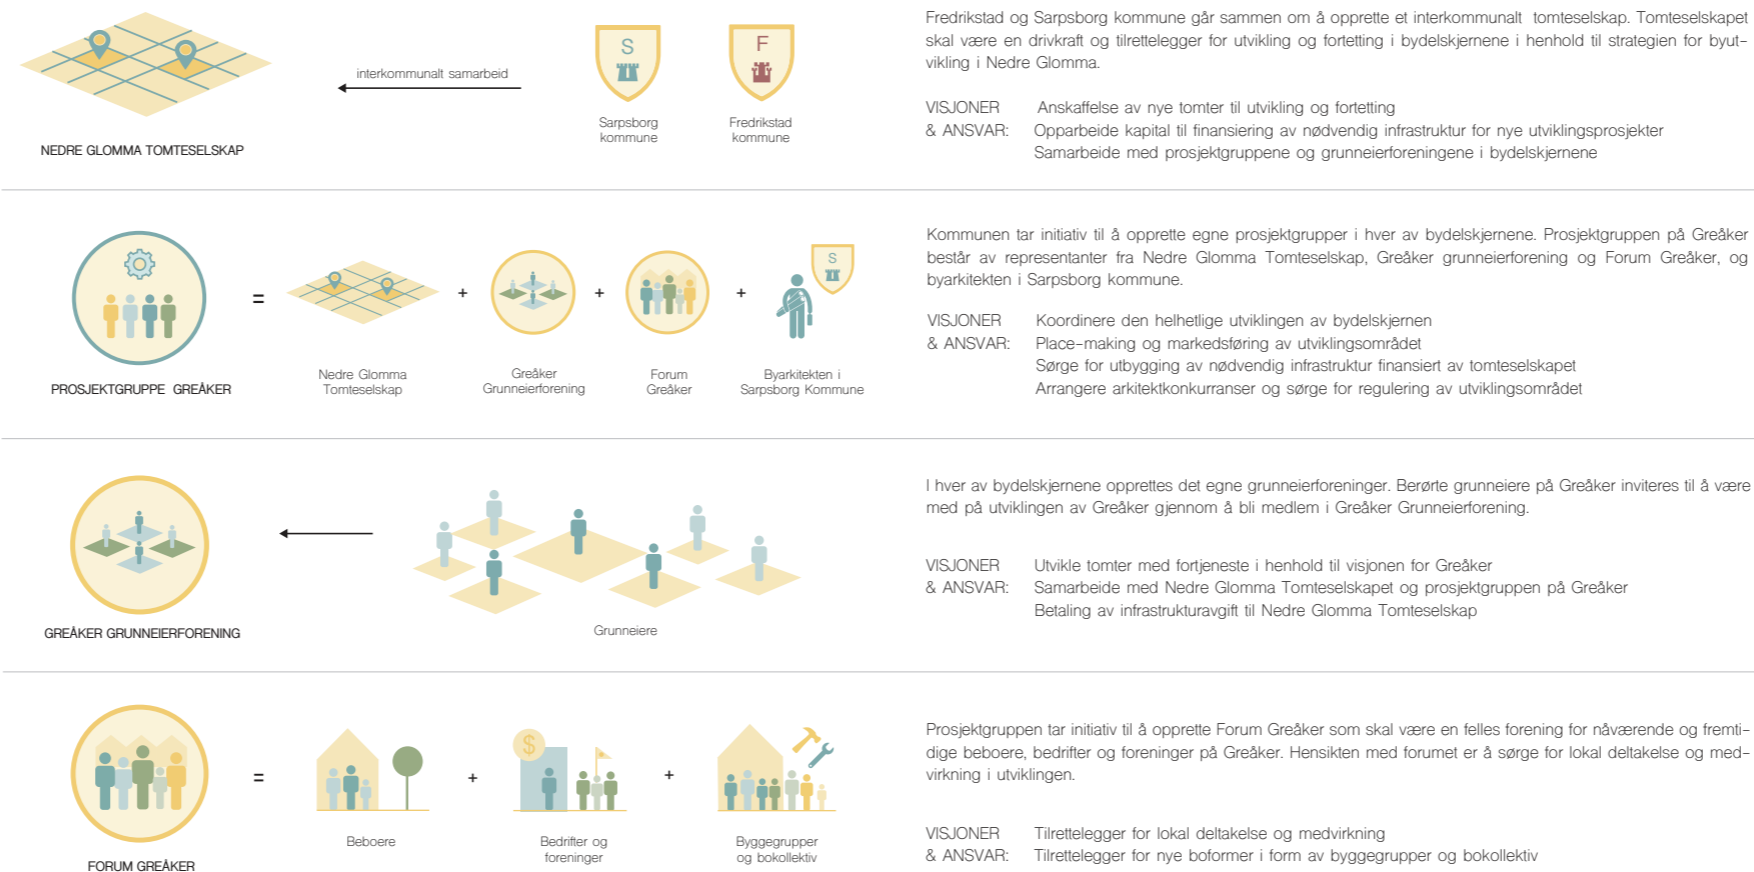 interkommunalt samarbeid
S
F
Sarpsborg
kommune
Fredrikstad
kommune
NEDRE GLOMMA TOMTESELSKAP
Fredrikstad og Sarpsborg kommune går sammen om å opprette et interkommunalt tomteselskap. Tomteselskapet
skal være en drivkraft og tilrettelegger for utvikling og fortetting i bydelskjernene i henhold til strategien for byut-
vikling i Nedre Glomma.
VISJONER Anskaffelse av nye tomter til utvikling og fortetting
& ANSVAR: Opparbeide kapital til finansiering av nødvendig infrastruktur for nye utviklingsprosjekter
Samarbeide med prosjektgruppene og grunneierforeningene i bydelskjernene
= + + +
S
PROSJEKTGRUPPE GREÅKER
Nedre Glomma
Tomteselskap
Greåker
Grunneierforening
Forum
Greåker
Byarkitekten i
Sarpsborg Kommune
Kommunen tar initiativ til å opprette egne prosjektgrupper i hver av bydelskjernene. Prosjektgruppen på Greåker
består av representanter fra Nedre Glomma Tomteselskap, Greåker grunneierforening og Forum Greåker, og
byarkitekten i Sarpsborg kommune.
VISJONER Koordinere den helhetlige utviklingen av bydelskjernen
& ANSVAR: Place-making og markedsføring av utviklingsområdet
Sørge for utbygging av nødvendig infrastruktur finansiert av tomteselskapet
Arrangere arkitektkonkurranser og sørge for regulering av utviklingsområdet
GREÅKER GRUNNEIERFORENING
Grunneiere
I hver av bydelskjernene opprettes det egne grunneierforeninger. Berørte grunneiere på Greåker inviteres til å være
med på utviklingen av Greåker gjennom å bli medlem i Greåker Grunneierforening.
VISJONER Utvikle tomter med fortjeneste i henhold til visjonen for Greåker
& ANSVAR: Samarbeide med Nedre Glomma Tomteselskapet og prosjektgruppen på Greåker
Betaling av infrastrukturavgift til Nedre Glomma Tomteselskap
= + +
$
FORUM GREÅKER
Beboere
Bedrifter og
foreninger
Byggegrupper
og bokollektiv
Prosjektgruppen tar initiativ til å opprette Forum Greåker som skal være en felles forening for nåværende og fremti-
dige beboere, bedrifter og foreninger på Greåker. Hensikten med forumet er å sørge for lokal deltakelse og med-
virkning i utviklingen.
VISJONER Tilrettelegger for lokal deltakelse og medvirkning
& ANSVAR: Tilrettelegger for nye boformer i form av byggegrupper og bokollektiv